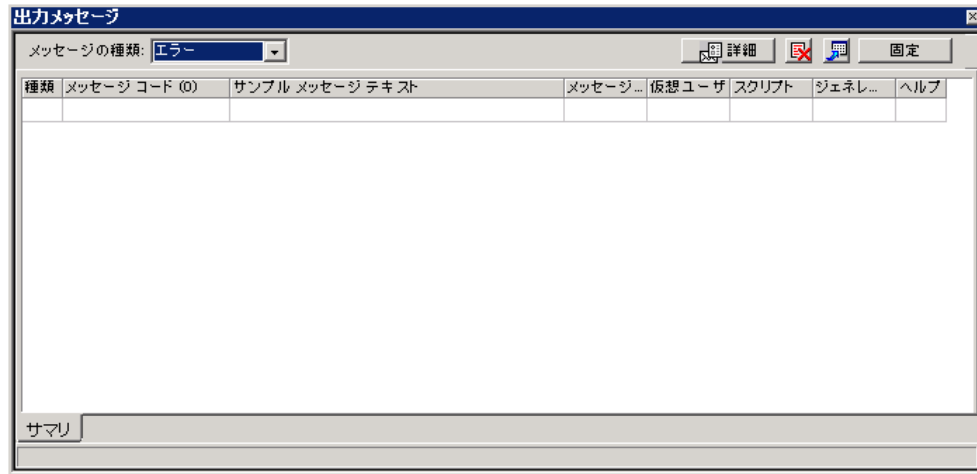 出力メッセージ
メッセージの種類: エラー 詳細 固定
種類 メッセージ コード (0) サンプル メッセージ テキスト メッセージ... 仮想ユーザ スクリプト ジェネレ... ヘルプ
サマリ